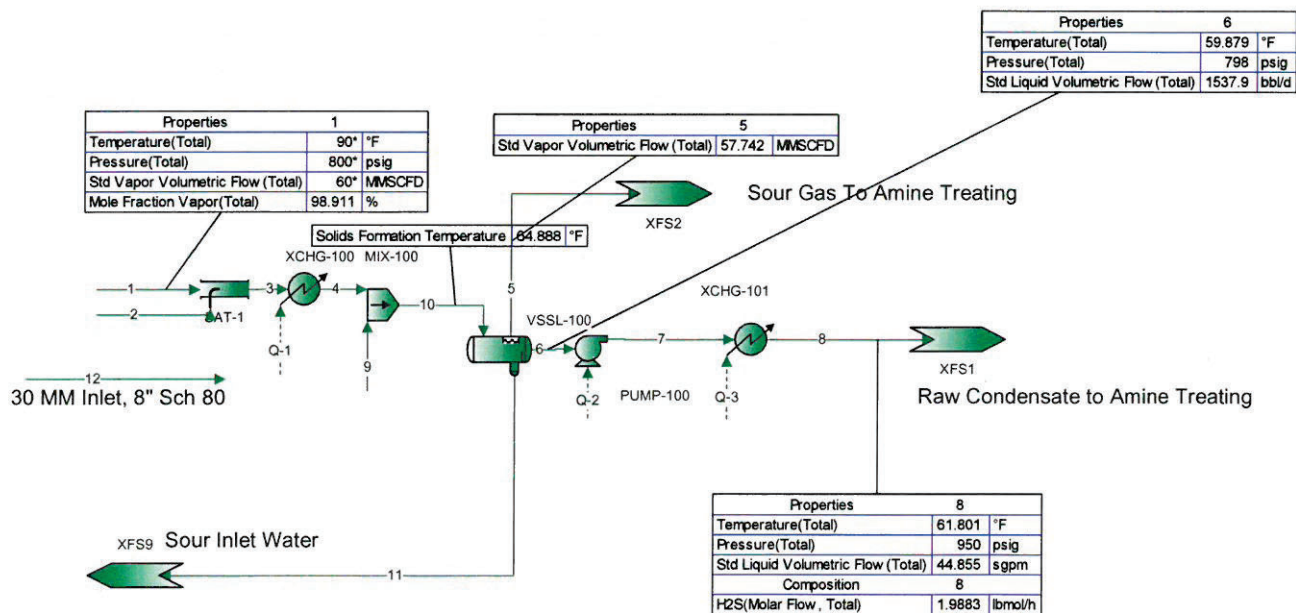 Properties 6
Temperature(Total) 59.879 °F
Pressure(Total) 798 psig
Std Liquid Volumetric Flow (Total) 1537.9 bbl/d
Properties 1
Temperature(Total) 90* °F
Pressure(Total) 800* psig
Std Vapor Volumetric Flow (Total) 60* MMSCFD
Mole Fraction Vapor(Total) 98.911 %
Properties 5
Std Vapor Volumetric Flow (Total) 57.742 MMSCFD
Sour Gas To Amine Treating
XFS2
Solids Formation Temperature 64.888 °F
XCHG-100 MIX-100
XCHG-101
1
3
4
10
5
2
SAT-1
VSSL-100
6
7
8
Q-1
9
XFS1
12
Q-2
PUMP-100
Q-3
30 MM Inlet, 8" Sch 80
Raw Condensate to Amine Treating
Properties 8
Temperature(Total) 61.801 °F
Pressure(Total) 950 psig
Std Liquid Volumetric Flow (Total) 44.855 sgpm
Composition 8
H2S(Molar Flow, Total) 1.9883 lbmol/h
XFS9 Sour Inlet Water
11